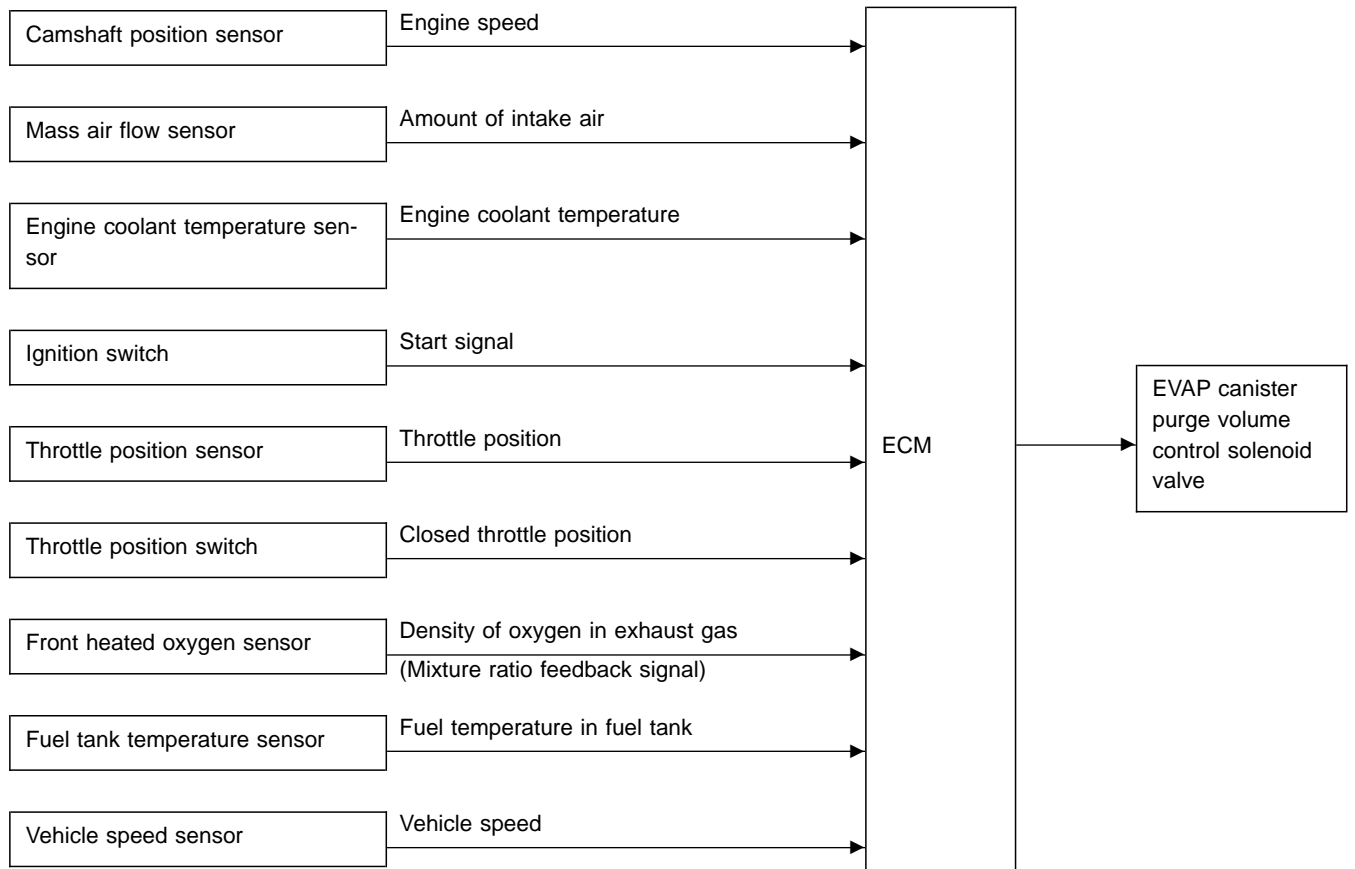 Camshaft position sensor
Engine speed
Mass air flow sensor
Amount of intake air
Engine coolant temperature sen-
sor
Engine coolant temperature
Ignition switch
Start signal
Throttle position sensor
Throttle position
Throttle position switch
Closed throttle position
Front heated oxygen sensor
Density of oxygen in exhaust gas
(Mixture ratio feedback signal)
Fuel tank temperature sensor
Fuel temperature in fuel tank
Vehicle speed sensor
Vehicle speed
ECM
EVAP canister
purge volume
control solenoid
valve